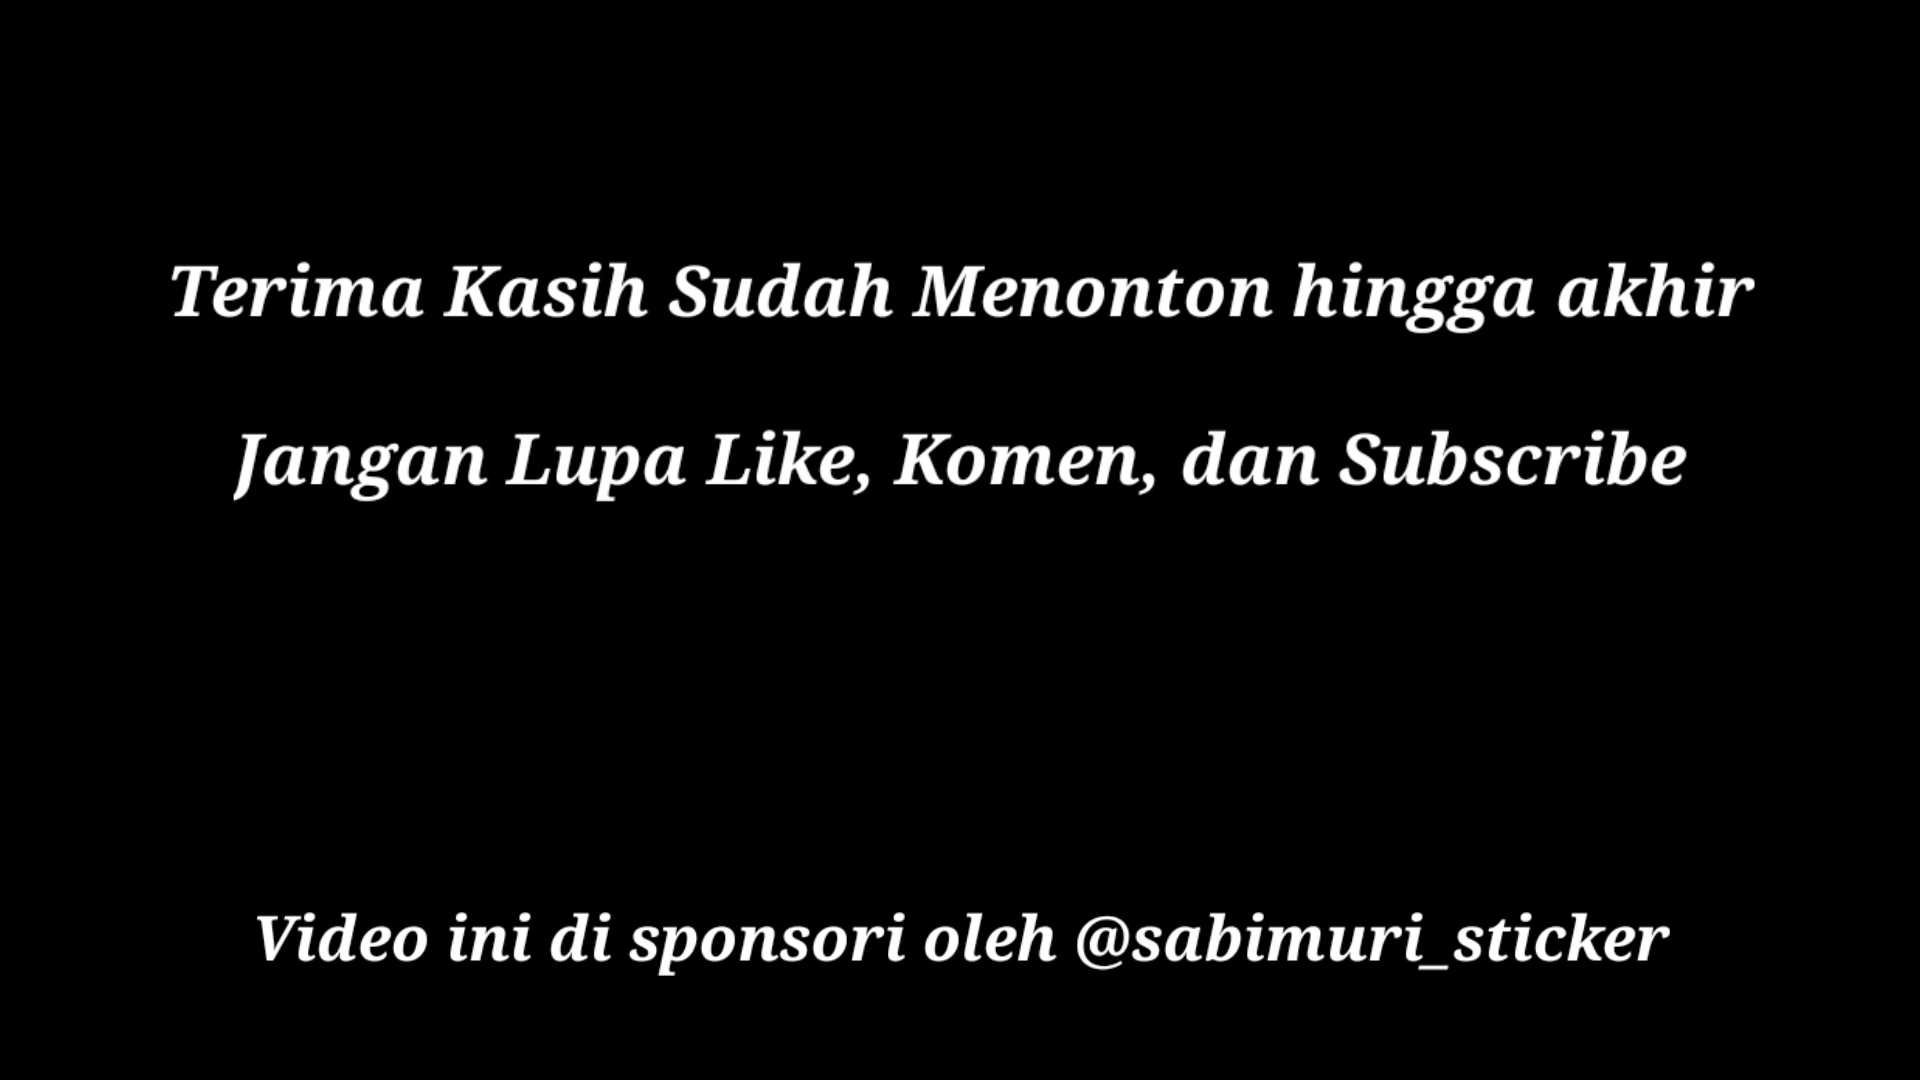 Terima Kasih Sudah Menonton hingga akhir
Jangan Lupa Like, Komen, dan Subscribe
Video ini di sponsori oleh @sabimuri_sticker